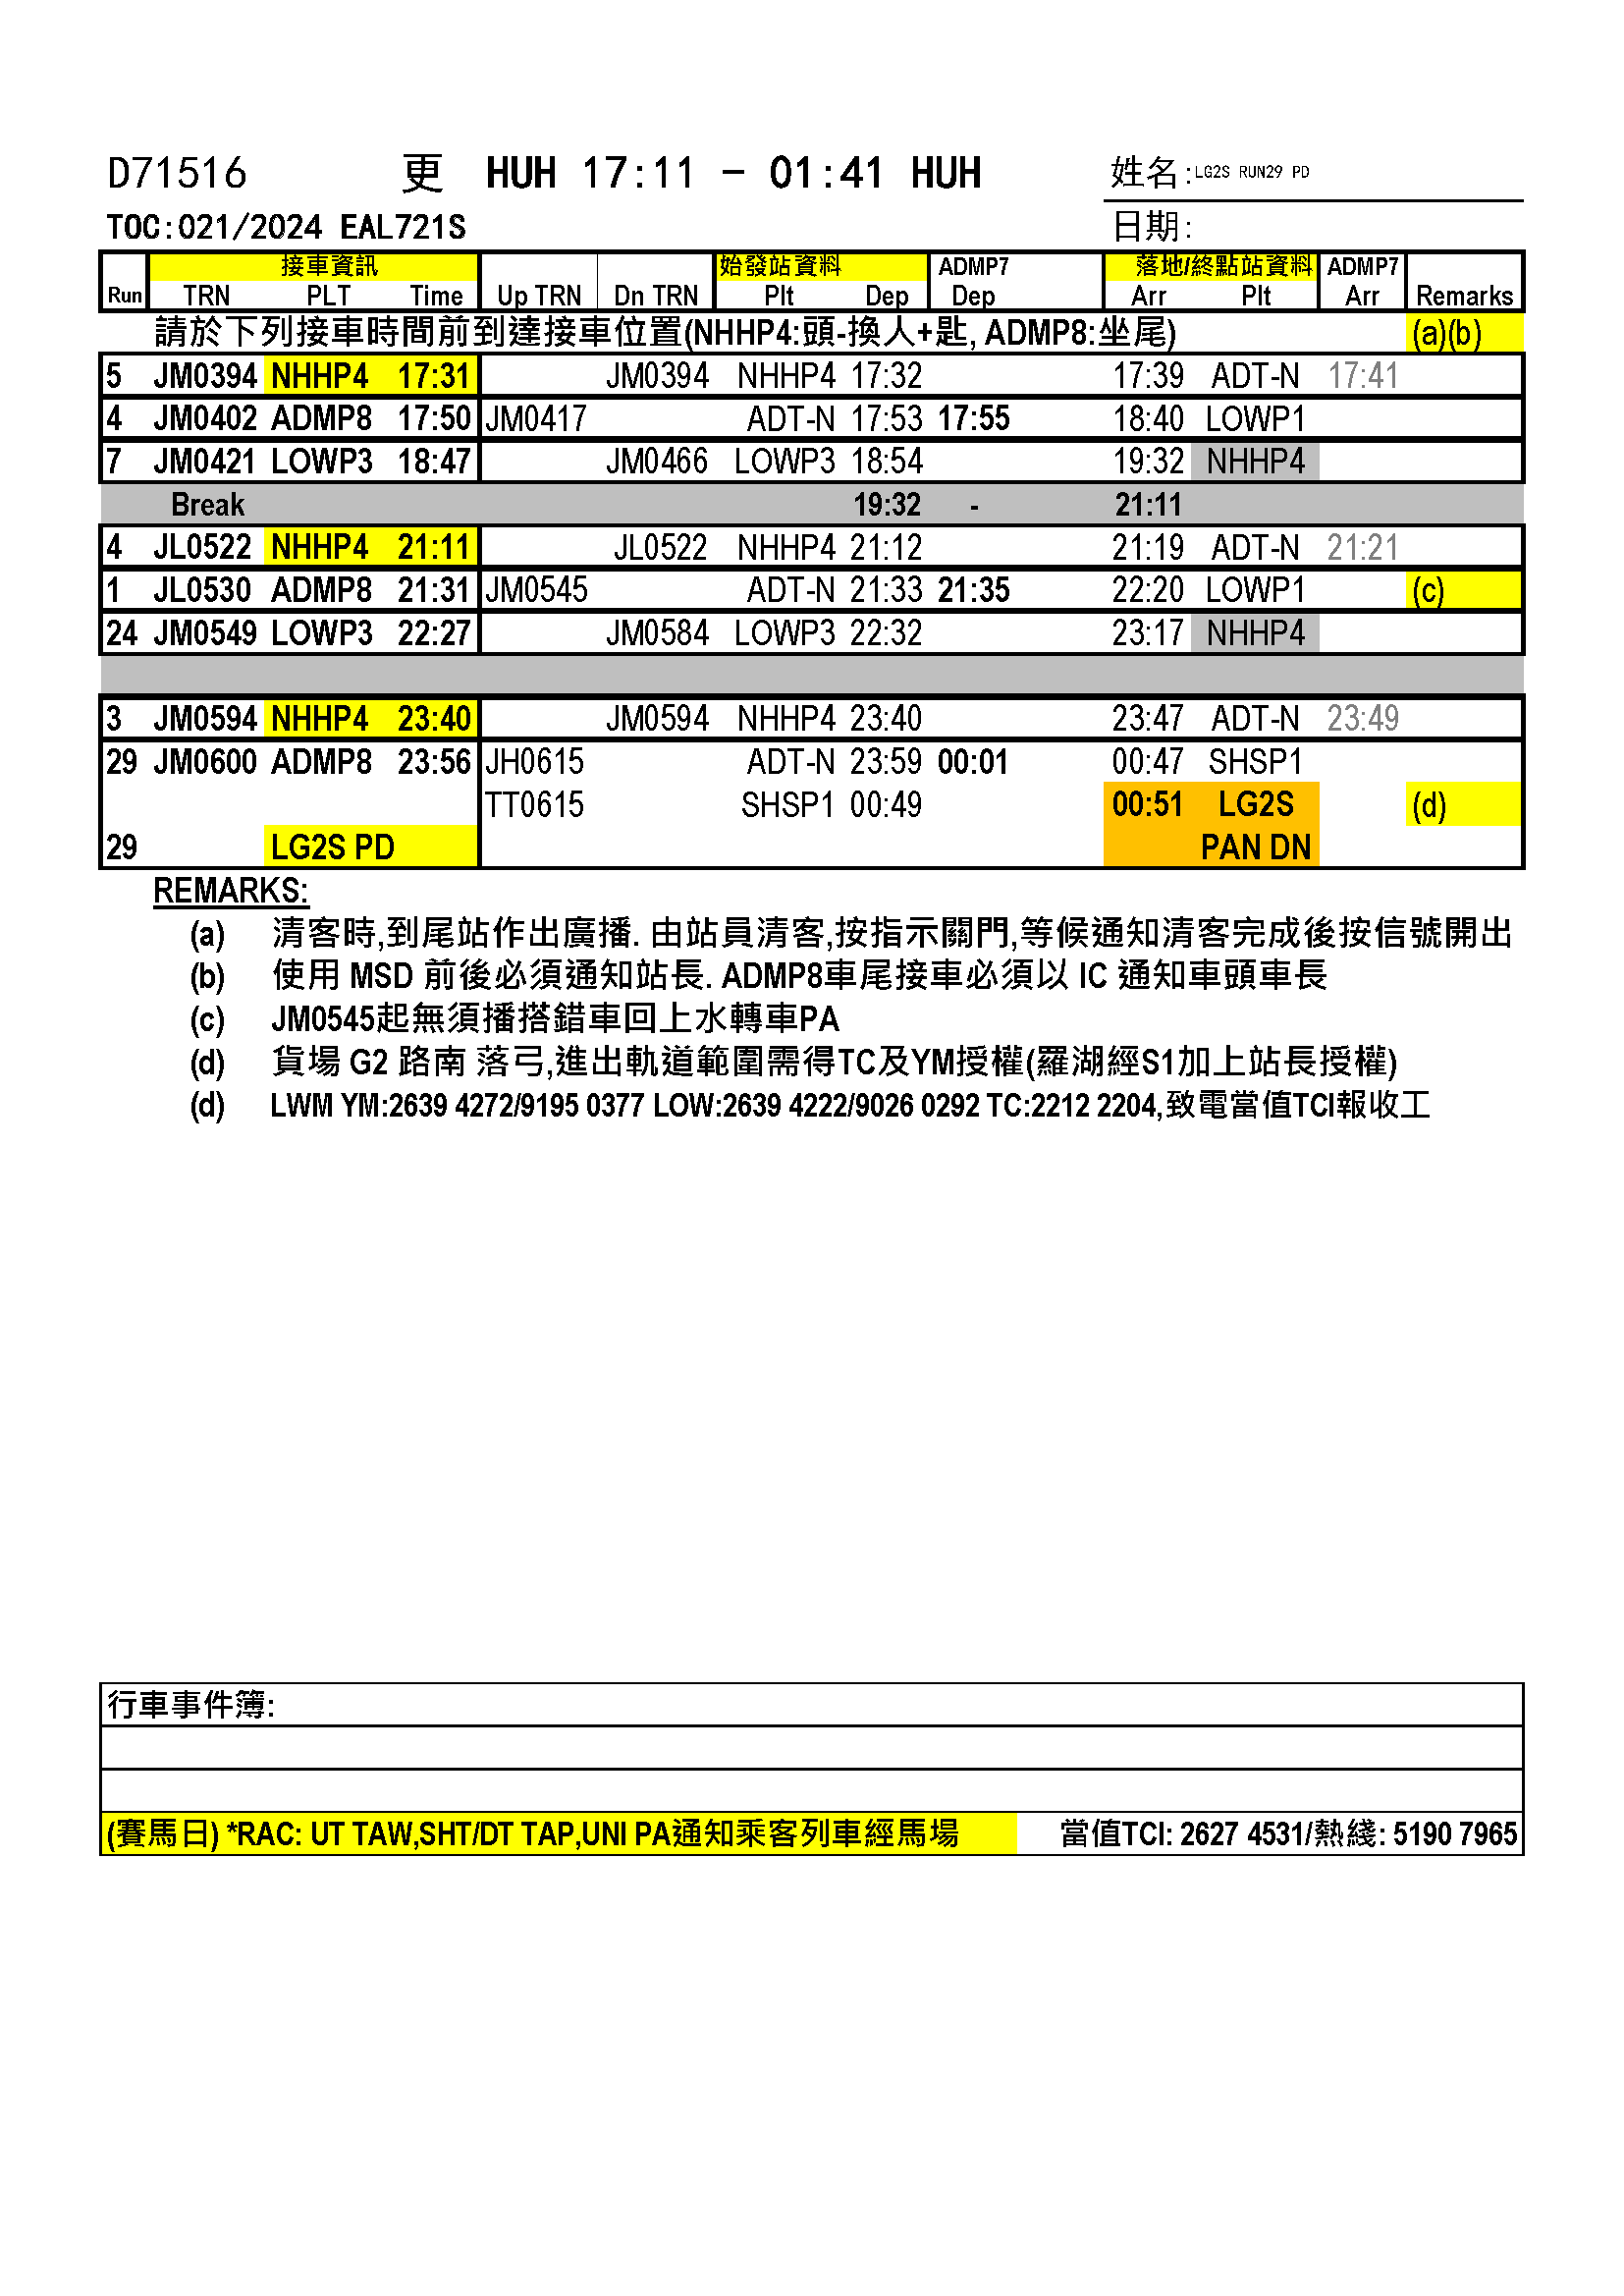 D71516 更 HUH 17:11 - 01:41 HUH 姓名:LG2S RUN29 PD
TOC:021/2024 EAL721S 日期:
接車資訊 始發站資料 ADMP7 落地/終點站資料 ADMP7
Run TRN PLT Time Up TRN Dn TRN Plt Dep Dep Arr Plt Arr Remarks
請於下列接車時間前到達接車位置(NHHP4:頭-換人+匙, ADMP8:坐尾) (a)(b)
5 JM0394 NHHP4 17:31 JM0394 NHHP4 17:32 17:39 ADT-N 17:41
4 JM0402 ADMP8 17:50 JM0417 ADT-N 17:53 17:55 18:40 LOWP1
7 JM0421 LOWP3 18:47 JM0466 LOWP3 18:54 19:32 NHHP4
Break 19:32 - 21:11
4 JL0522 NHHP4 21:11 JL0522 NHHP4 21:12 21:19 ADT-N 21:21
1 JL0530 ADMP8 21:31 JM0545 ADT-N 21:33 21:35 22:20 LOWP1 (c)
24 JM0549 LOWP3 22:27 JM0584 LOWP3 22:32 23:17 NHHP4
3 JM0594 NHHP4 23:40 JM0594 NHHP4 23:40 23:47 ADT-N 23:49
29 JM0600 ADMP8 23:56 JH0615 ADT-N 23:59 00:01 00:47 SHSP1
TT0615 SHSP1 00:49 00:51 LG2S (d)
29 LG2S PD PAN DN
REMARKS:
(a) 清客時,到尾站作出廣播. 由站員清客,按指示關門,等候通知清客完成後按信號開出
(b) 使用 MSD 前後必須通知站長. ADMP8車尾接車必須以 IC 通知車頭車長
(c) JM0545起無須播搭錯車回上水轉車PA
(d) 貨場 G2 路南 落弓,進出軌道範圍需得TC及YM授權(羅湖經S1加上站長授權)
(d) LWM YM:2639 4272/9195 0377 LOW:2639 4222/9026 0292 TC:2212 2204,致電當值TCI報收工
行車事件簿:
(賽馬日) *RAC: UT TAW,SHT/DT TAP,UNI PA通知乘客列車經馬場 當值TCI: 2627 4531/熱綫: 5190 7965